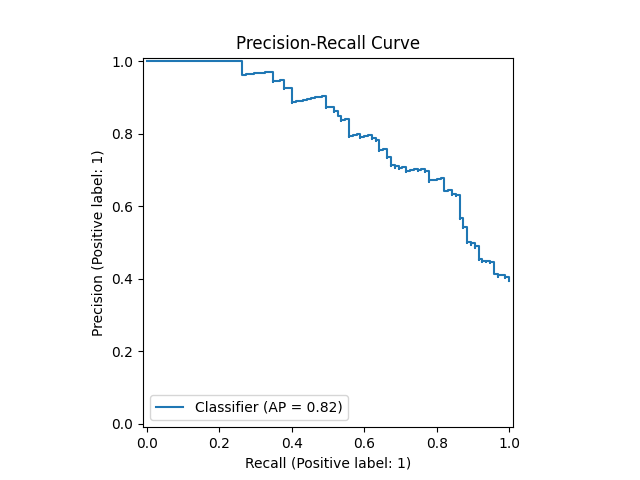 Precision-Recall Curve
Precision (Positive label: 1)
1.0
0.8
0.6
0.4
0.2
0.0
Classifier (AP = 0.82)
0.0 0.2 0.4 0.6 0.8 1.0
Recall (Positive label: 1)